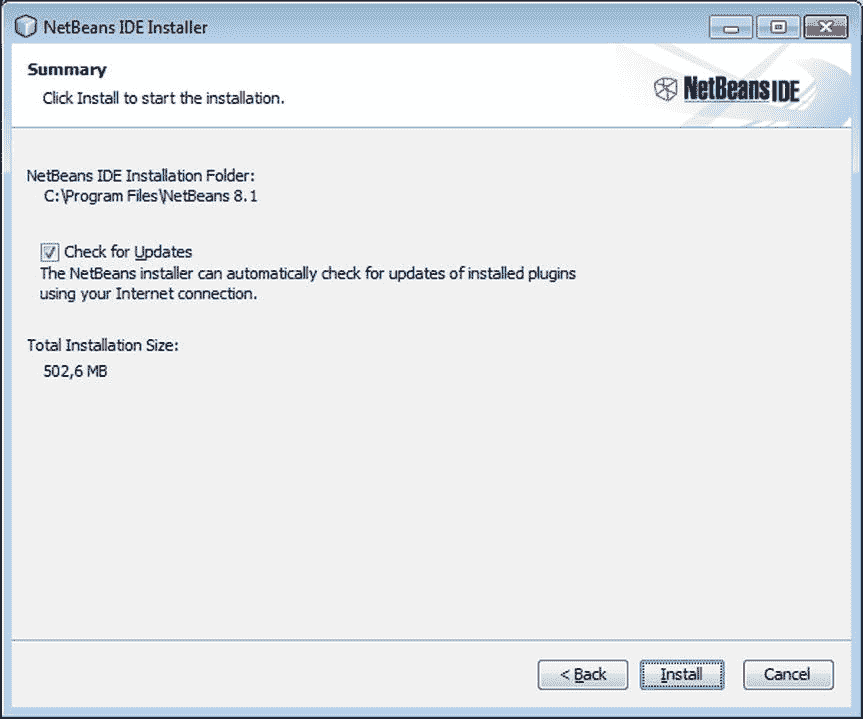 NetBeans IDE Installer
Summary
Click Install to start the installation.
NetBeans IDE
NetBeans IDE Installation Folder:
C:\Program Files\NetBeans 8.1
Check for Updates
The NetBeans installer can automatically check for updates of installed plugins
using your Internet connection.
Total Installation Size:
502,6 MB
< Back
Install
Cancel